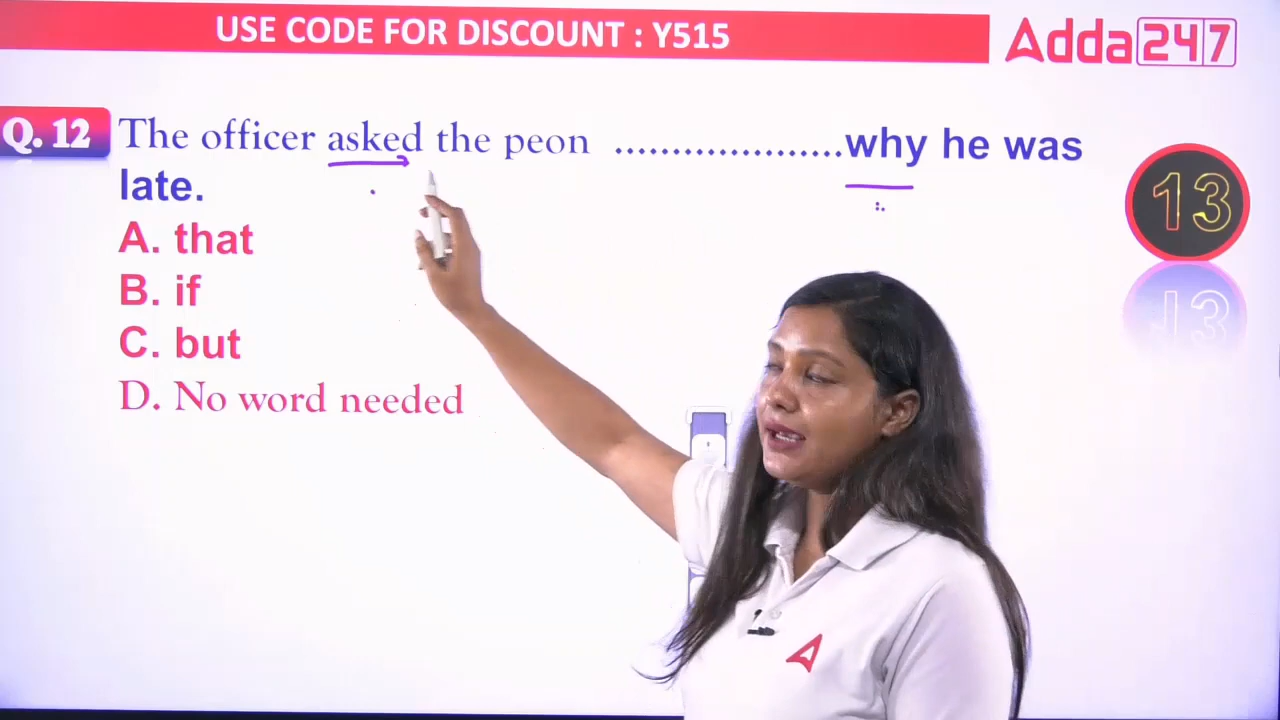 USE CODE FOR DISCOUNT : Y515
Adda247
Q. 12
The officer asked the peon .....................why he was
late.
A. that
B. if
C. but
D. No word needed
13
13